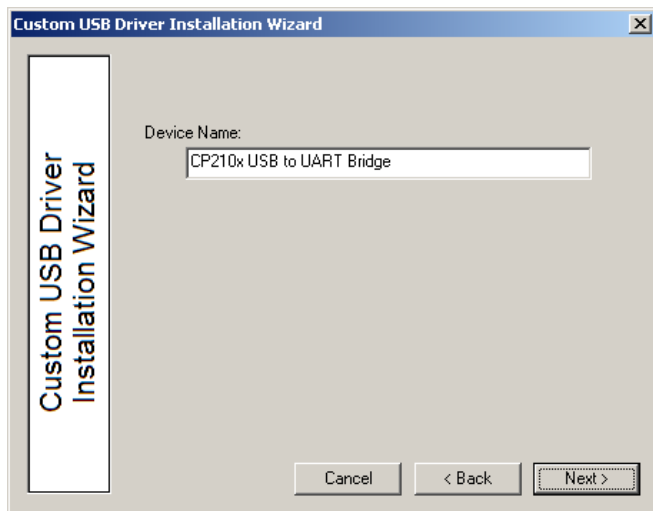 Custom USB Driver Installation Wizard
Custom USB Driver
Installation Wizard
Device Name:
CP210x USB to UART Bridge
Cancel
< Back
Next >